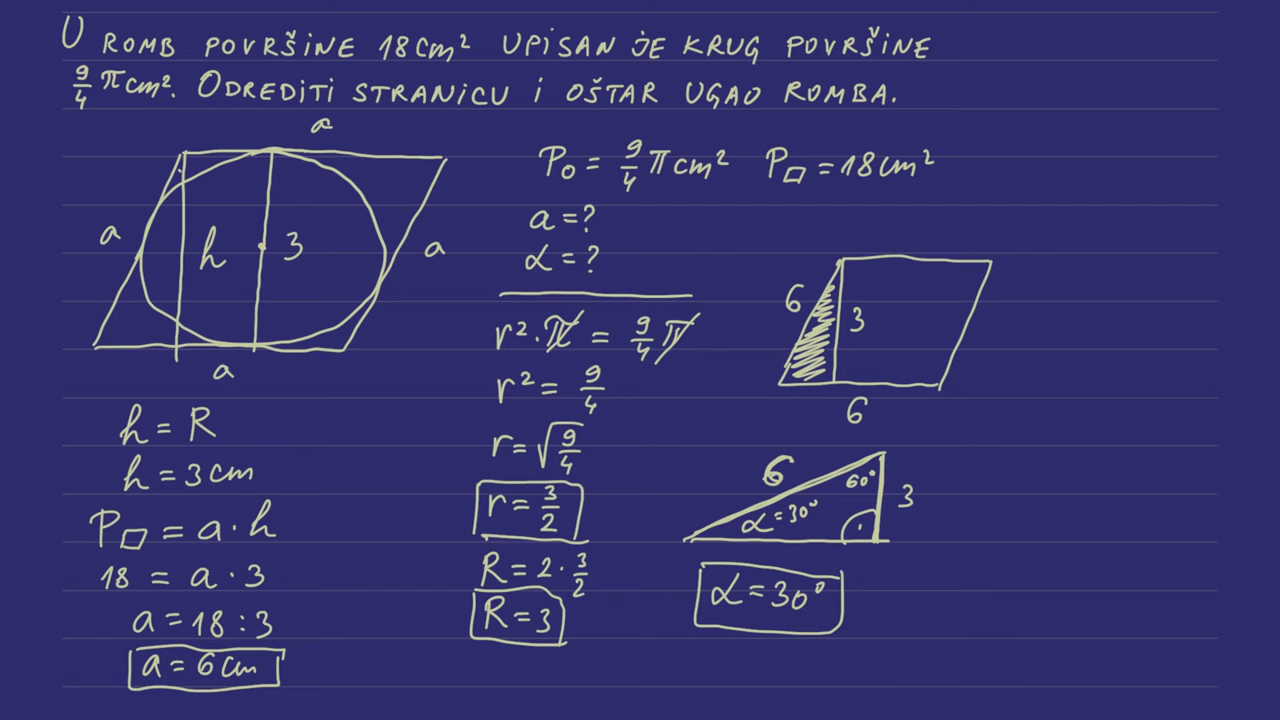 U ROMB POVRŠINE 18cm² UPISAN JE KRUG POVRŠINE
9/4 πcm². ODREDITI STRANICU I OŠTAR UGAO ROMBA.
a
a
h
3
a
a
h = R
h = 3cm
P▱ = a · h
18 = a · 3
a = 18 : 3
a = 6cm
P○ = 9/4 πcm² P▱ = 18cm²
a = ?
α = ?
r² · π = 9/4 π
r² = 9/4
r = √9/4
r = 3/2
R = 2 · 3/2
R = 3
6
3
6
6
60°
α = 30°
3
α = 30°